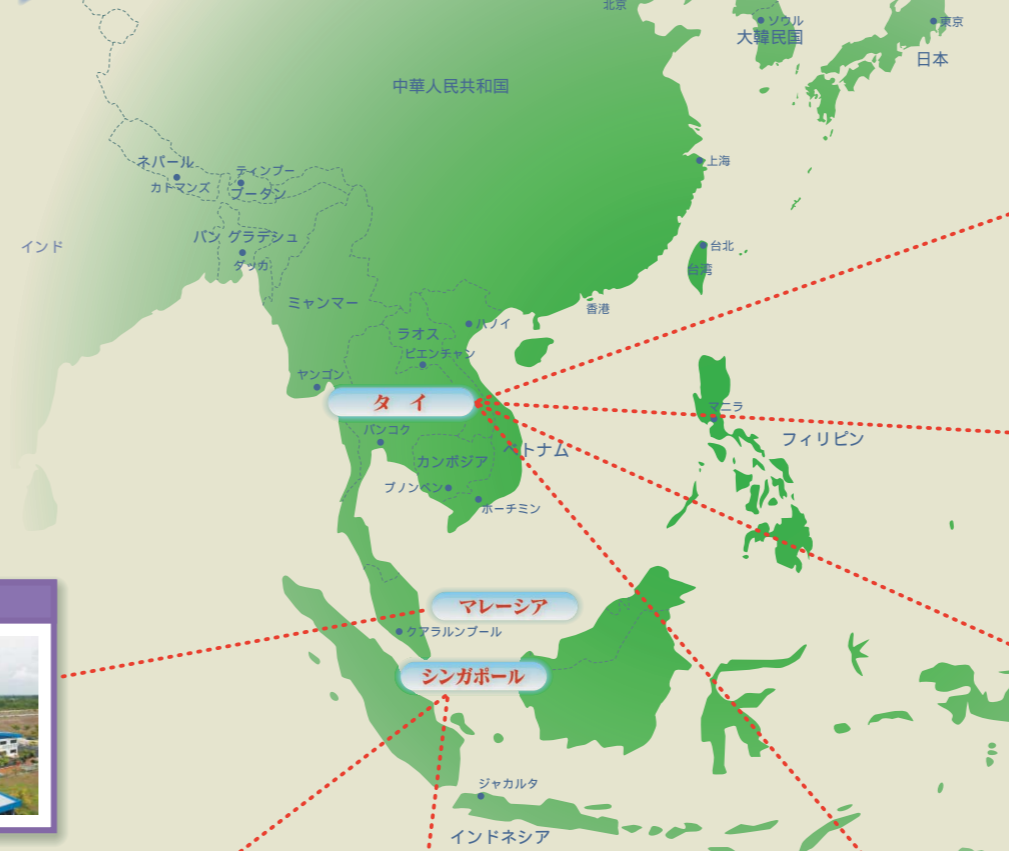 北京
ソウル
大韓民国
東京
日本
中華人民共和国
上海
ネパール
カトマンズ
ティンプー
ブータン
インド
バン グラデシュ
ダッカ
台北
台湾
香港
ミャンマー
ラオス
ハノイ
ビエンチャン
ヤンゴン
タ イ
バンコク
マニラ
フィリピン
カンボジア
ベトナム
プノンペン
ホーチミン
マレーシア
クアラルンプール
シンガポール
ジャカルタ
インドネシア